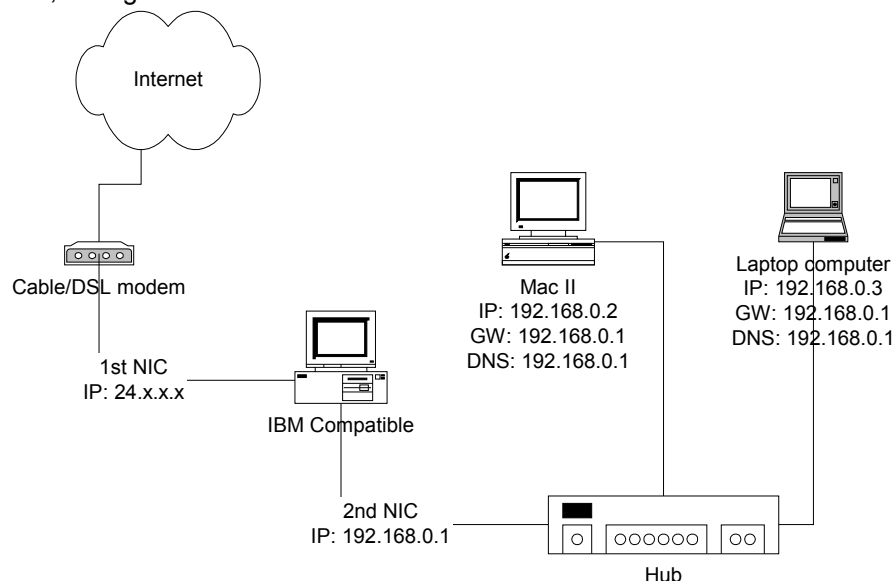 Internet
Cable/DSL modem
1st NIC
IP: 24.x.x.x
IBM Compatible
2nd NIC
IP: 192.168.0.1
Mac II
IP: 192.168.0.2
GW: 192.168.0.1
DNS: 192.168.0.1
Laptop computer
IP: 192.168.0.3
GW: 192.168.0.1
DNS: 192.168.0.1
Hub